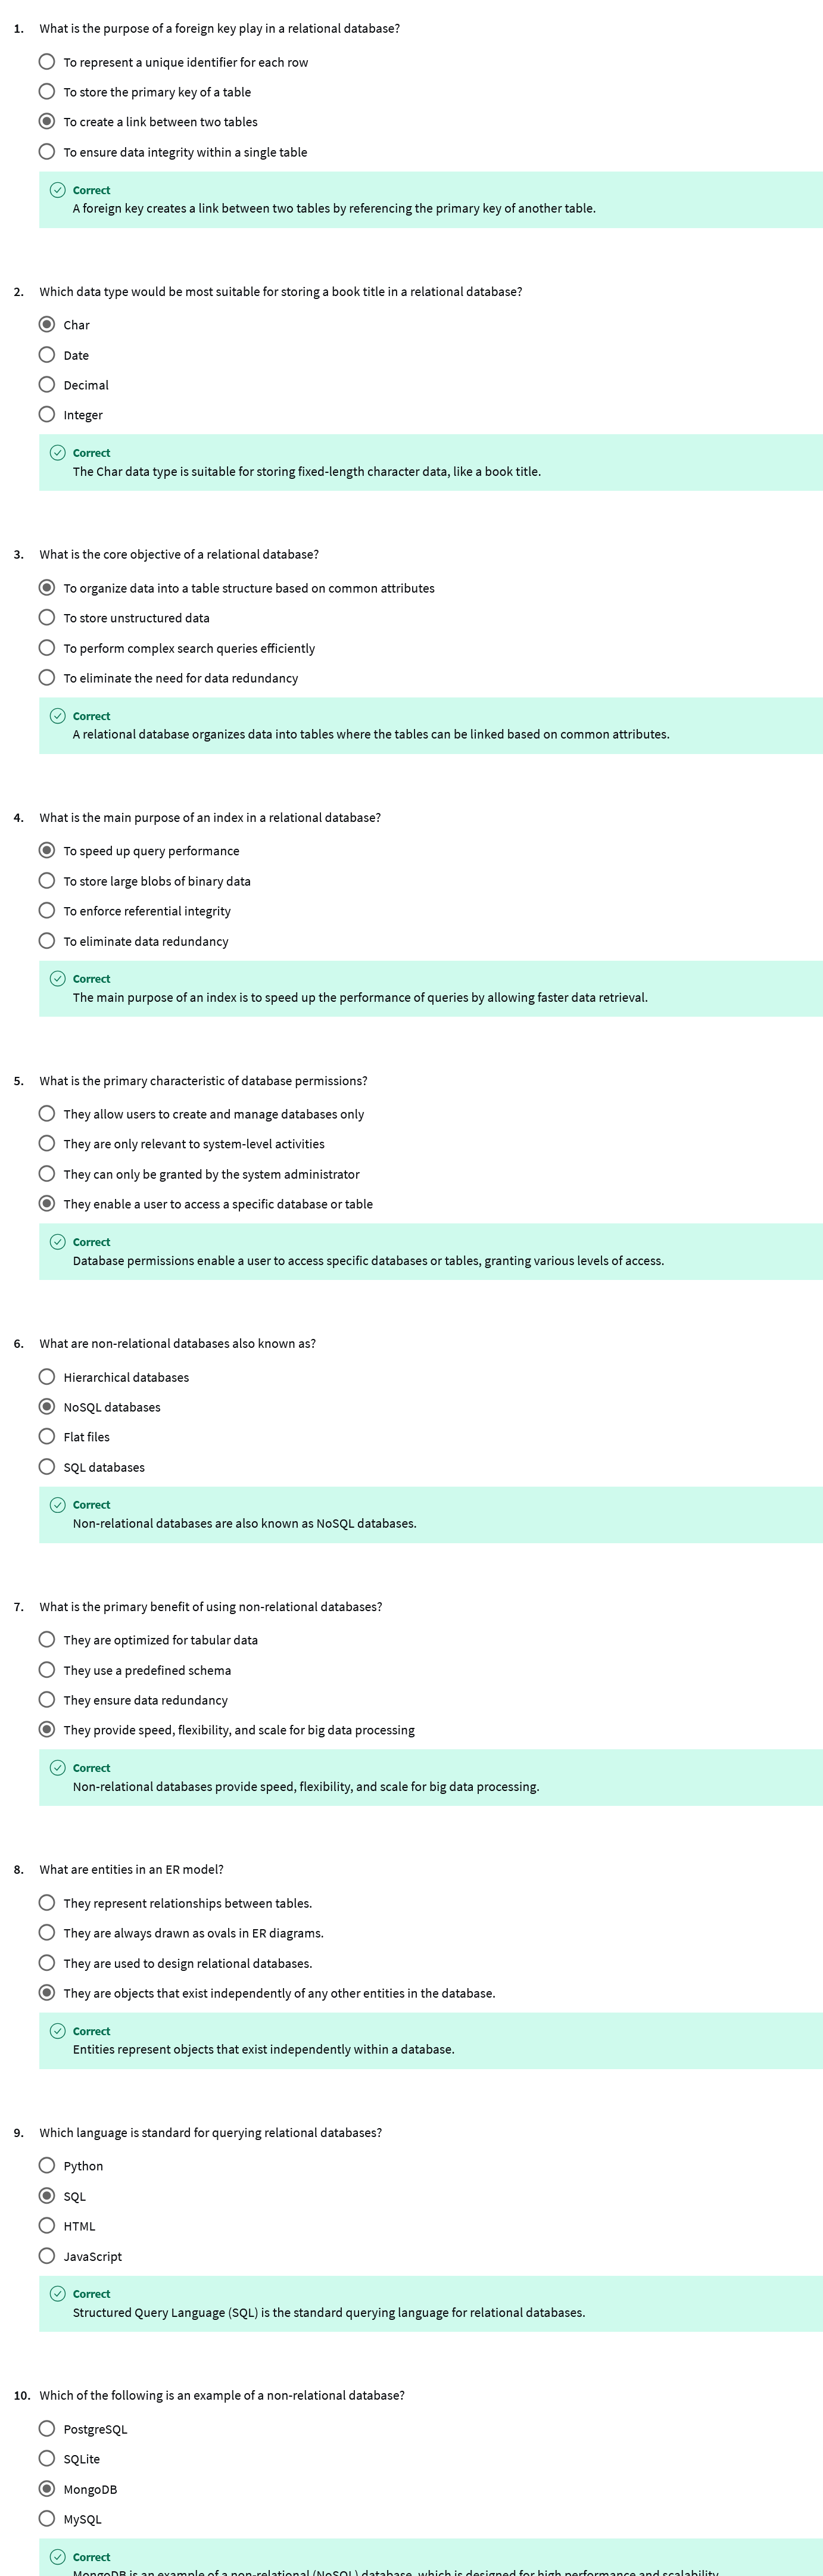 1. What is the purpose of a foreign key play in a relational database?
To represent a unique identifier for each row
To store the primary key of a table
To create a link between two tables
To ensure data integrity within a single table
Correct
A foreign key creates a link between two tables by referencing the primary key of another table.
2. Which data type would be most suitable for storing a book title in a relational database?
Char
Date
Decimal
Integer
Correct
The Char data type is suitable for storing fixed-length character data, like a book title.
3. What is the core objective of a relational database?
To organize data into a table structure based on common attributes
To store unstructured data
To perform complex search queries efficiently
To eliminate the need for data redundancy
Correct
A relational database organizes data into tables where the tables can be linked based on common attributes.
4. What is the main purpose of an index in a relational database?
To speed up query performance
To store large blobs of binary data
To enforce referential integrity
To eliminate data redundancy
Correct
The main purpose of an index is to speed up the performance of queries by allowing faster data retrieval.
5. What is the primary characteristic of database permissions?
They allow users to create and manage databases only
They are only relevant to system-level activities
They can only be granted by the system administrator
They enable a user to access a specific database or table
Correct
Database permissions enable a user to access specific databases or tables, granting various levels of access.
6. What are non-relational databases also known as?
Hierarchical databases
NoSQL databases
Flat files
SQL databases
Correct
Non-relational databases are also known as NoSQL databases.
7. What is the primary benefit of using non-relational databases?
They are optimized for tabular data
They use a predefined schema
They ensure data redundancy
They provide speed, flexibility, and scale for big data processing
Correct
Non-relational databases provide speed, flexibility, and scale for big data processing.
8. What are entities in an ER model?
They represent relationships between tables.
They are always drawn as ovals in ER diagrams.
They are used to design relational databases.
They are objects that exist independently of any other entities in the database.
Correct
Entities represent objects that exist independently within a database.
9. Which language is standard for querying relational databases?
Python
SQL
HTML
JavaScript
Correct
Structured Query Language (SQL) is the standard querying language for relational databases.
10. Which of the following is an example of a non-relational database?
PostgreSQL
SQLite
MongoDB
MySQL
Correct
MongoDB is an example of a non-relational (NoSQL) database, which is designed for high performance and scalability.